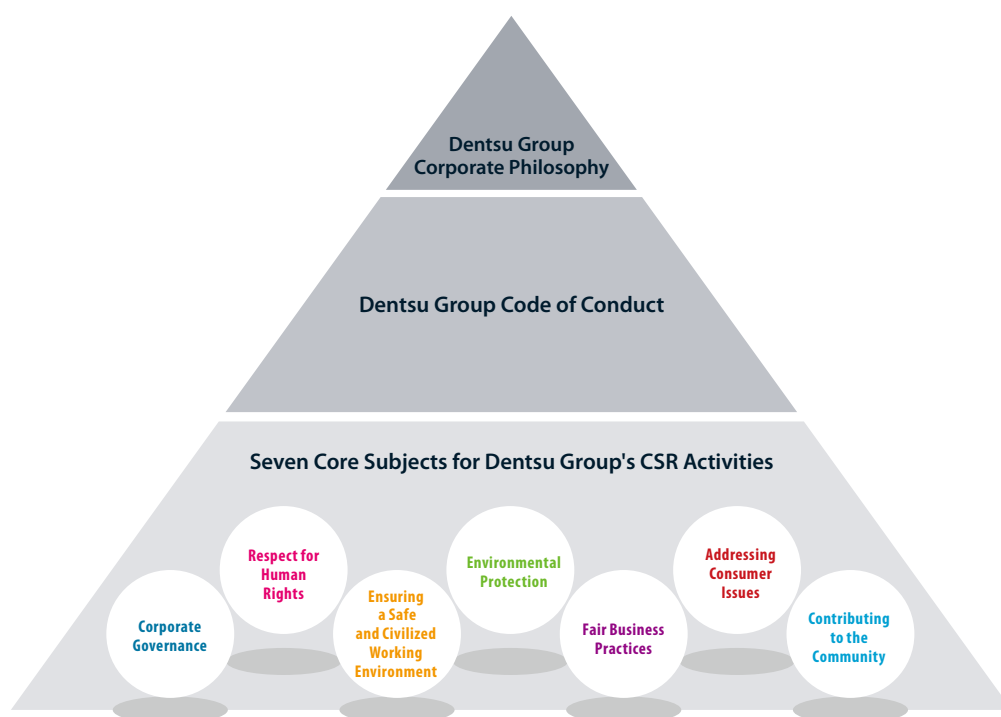 Dentsu Group
Corporate Philosophy
Dentsu Group Code of Conduct
Seven Core Subjects for Dentsu Group's CSR Activities
Corporate
Governance
Respect for
Human
Rights
Ensuring
a Safe
and Civilized
Working
Environment
Environmental
Protection
Fair Business
Practices
Addressing
Consumer
Issues
Contributing
to the
Community